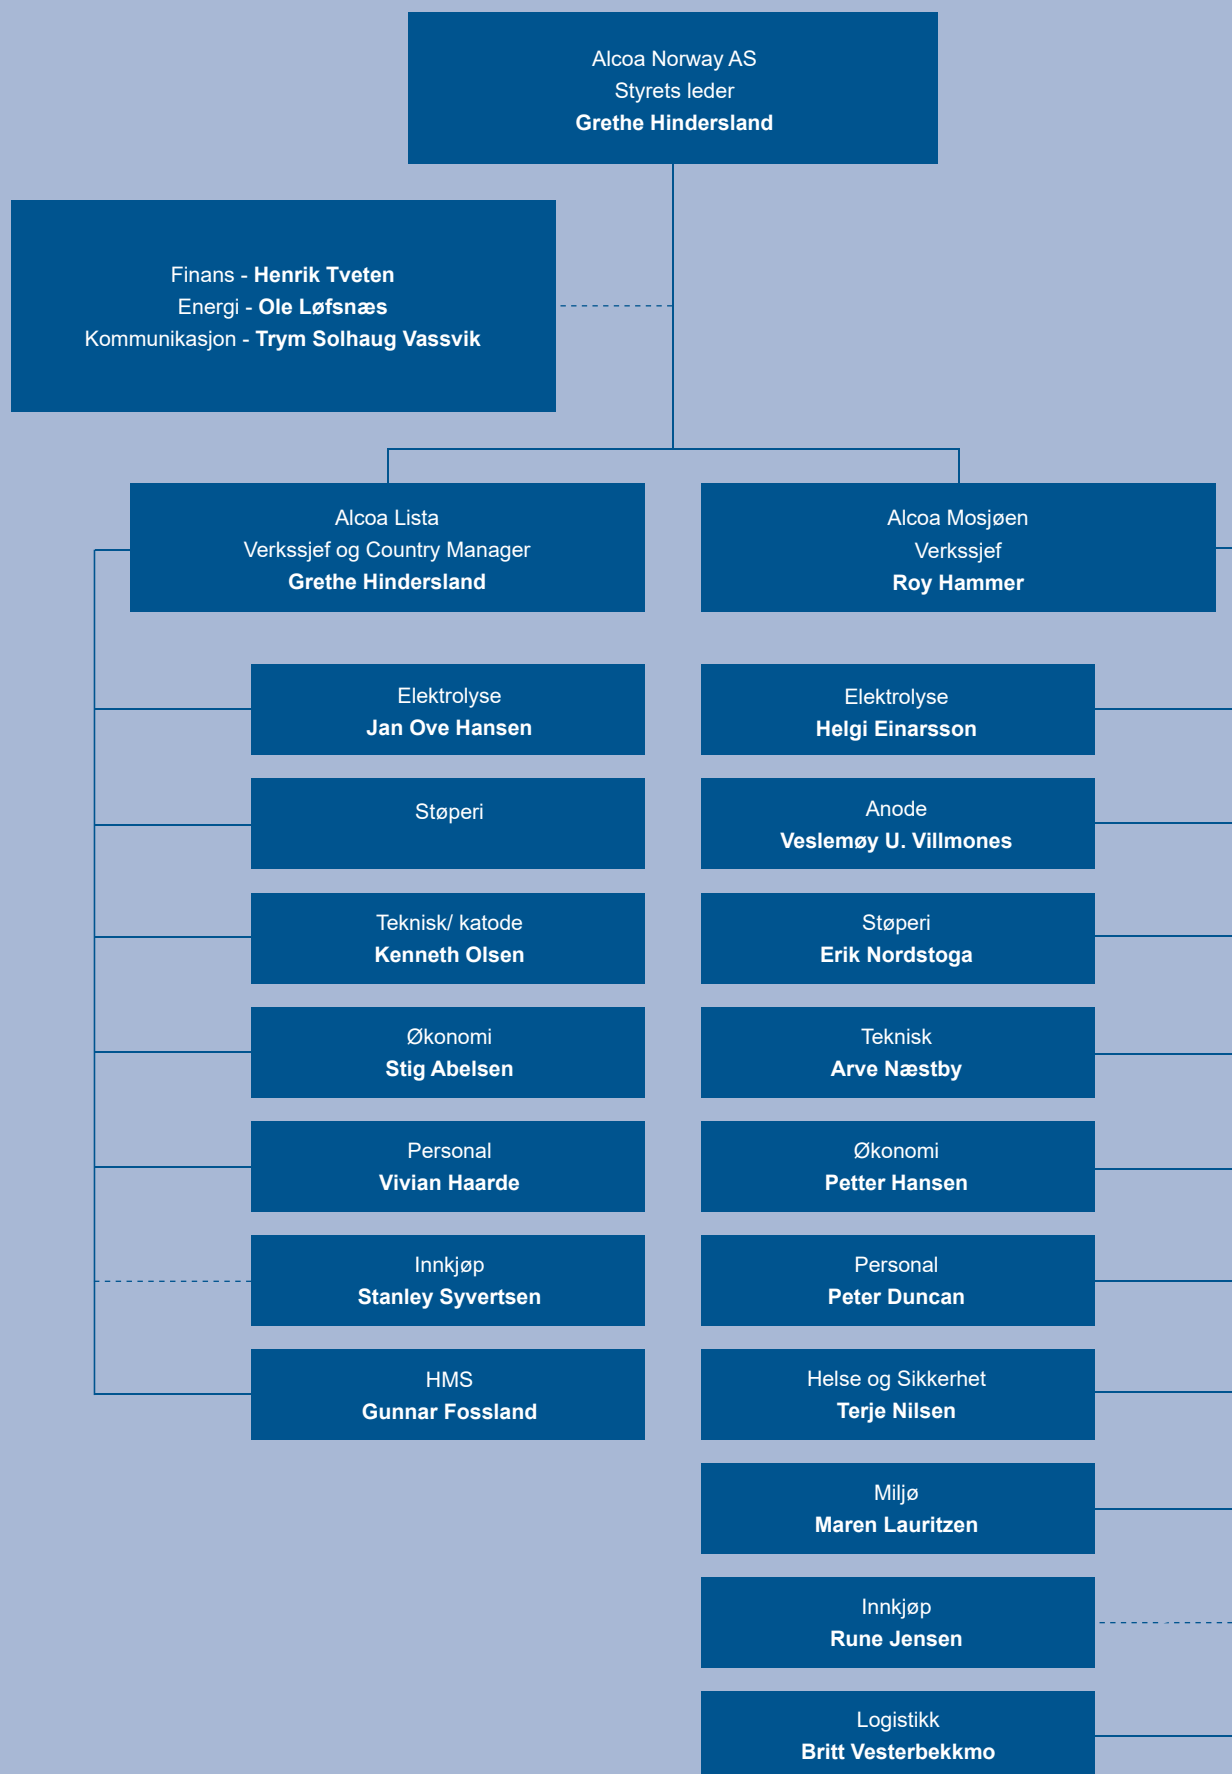 Alcoa Norway AS
Styrets leder
Grethe Hindersland
Finans - Henrik Tveten
Energi - Ole Løfsnæs
Kommunikasjon - Trym Solhaug Vassvik
Alcoa Lista
Verkssjef og Country Manager
Grethe Hindersland
Elektrolyse
Jan Ove Hansen
Støperi
Teknisk/ katode
Kenneth Olsen
Økonomi
Stig Abelsen
Personal
Vivian Haarde
Innkjøp
Stanley Syvertsen
HMS
Gunnar Fossland
Alcoa Mosjøen
Verkssjef
Roy Hammer
Elektrolyse
Helgi Einarsson
Anode
Veslemøy U. Villmones
Støperi
Erik Nordstoga
Teknisk
Arve Næstby
Økonomi
Petter Hansen
Personal
Peter Duncan
Helse og Sikkerhet
Terje Nilsen
Miljø
Maren Lauritzen
Innkjøp
Rune Jensen
Logistikk
Britt Vesterbekkmo